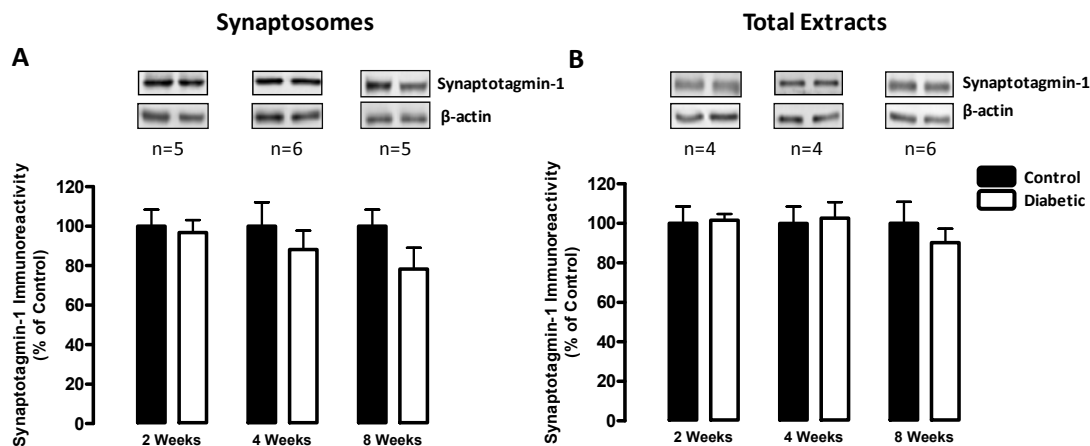 Synaptosomes
Total Extracts
A
Synaptotagmin-1
β-actin
n=5
n=6
n=5
Synaptotagmin-1 Immunoreactivity
(% of Control)
120
100
80
60
40
20
0
2 Weeks
4 Weeks
8 Weeks
B
Synaptotagmin-1
β-actin
n=4
n=4
n=6
Control
Diabetic
Synaptotagmin-1 Immunoreactivity
(% of Control)
120
100
80
60
40
20
0
2 Weeks
4 Weeks
8 Weeks